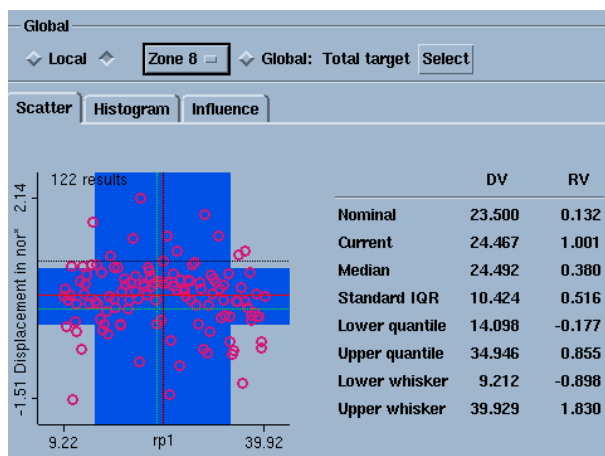 Global
Local Zone 8 Global: Total target Select
Scatter Histogram Influence
122 results
2.14
Displacement in nor*
-1.51
9.22 rp1 39.92
DV RV
Nominal 23.500 0.132
Current 24.467 1.001
Median 24.492 0.380
Standard IQR 10.424 0.516
Lower quantile 14.098 -0.177
Upper quantile 34.946 0.855
Lower whisker 9.212 -0.898
Upper whisker 39.929 1.830